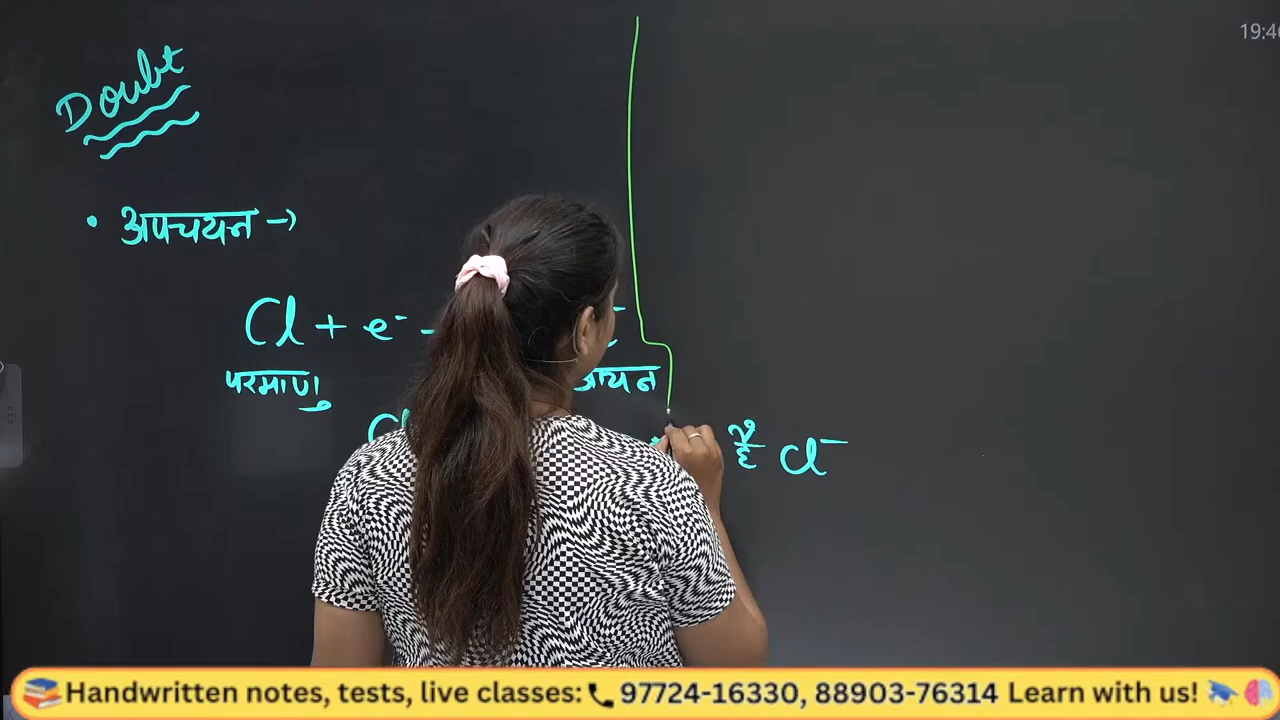 19:46
Doubt
• अपचयन →
Cl + e⁻ –
परमाणु आयन
Cl⁻
📚Handwritten notes, tests, live classes:📞97724-16330, 88903-76314 Learn with us! 🎓🧠